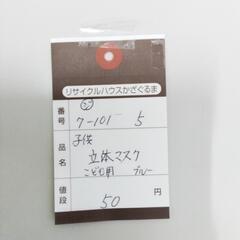 リサイクルハウスかざぐるま
番号 7-101 5
品名 子供
立体マスク
こども用 ブルー
値段 50 円